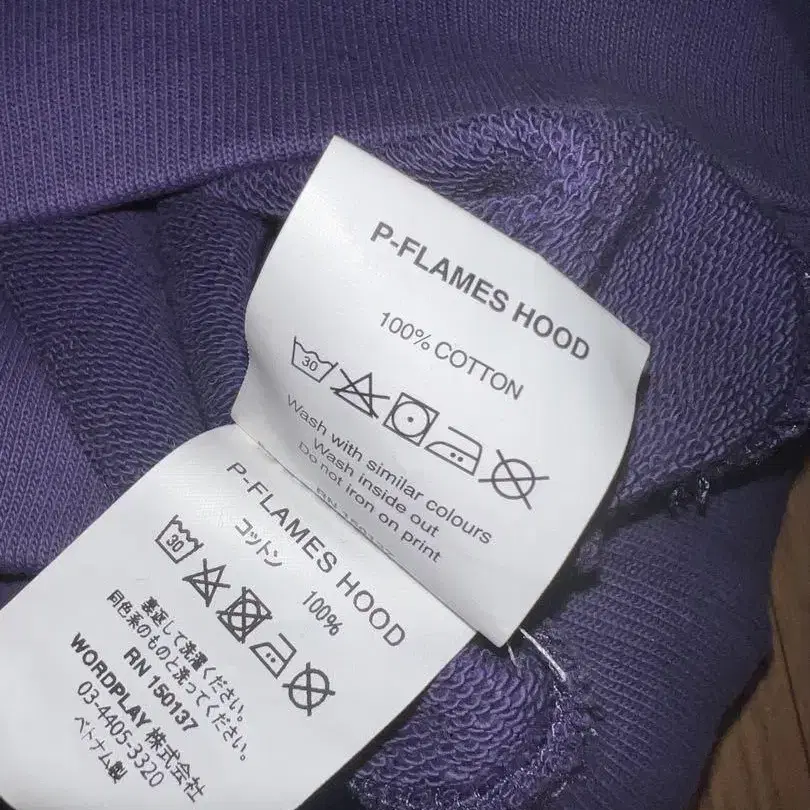 P-FLAMES HOOD
100% COTTON
30
Wash with similar colours
Wash inside out
Do not iron on print
P-FLAMES HOOD
コットン 100%
30
裏返して洗濯ください。
同色系のものと洗ってください。
RN 150137
WORDPLAY 株式会社
03-4405-3320
ベトナム製